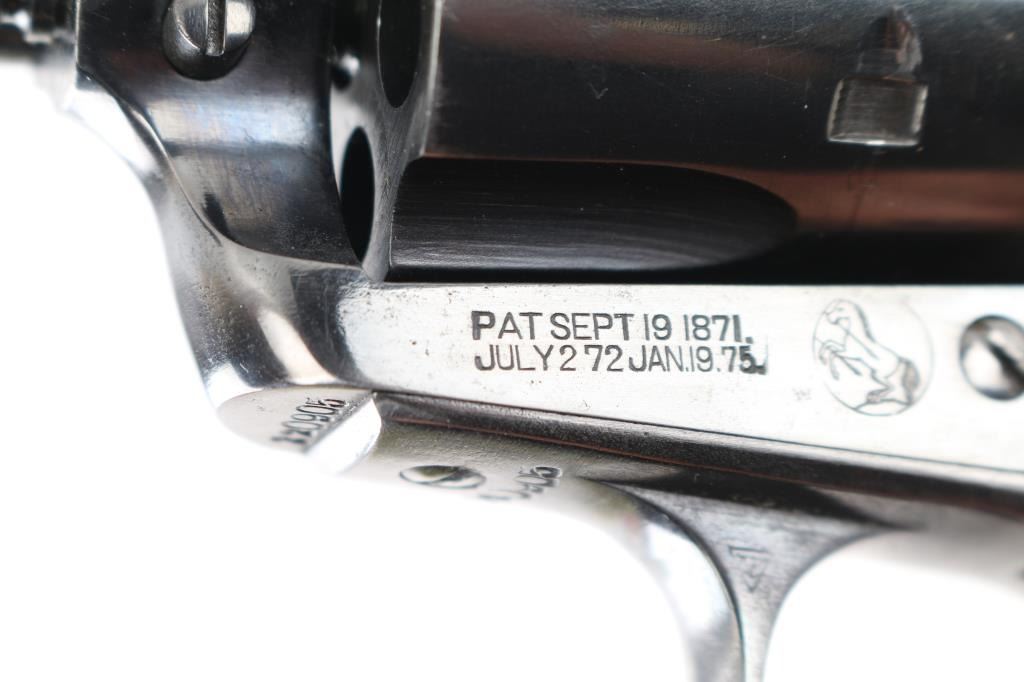 PAT SEPT 19 1871.
JULY 2 72 JAN.19.75.